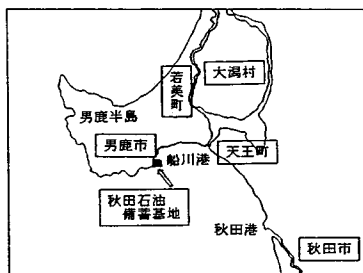 若美町
大潟村
男鹿半島
男鹿市
船川港
天王町
秋田石油
備蓄基地
秋田港
秋田市